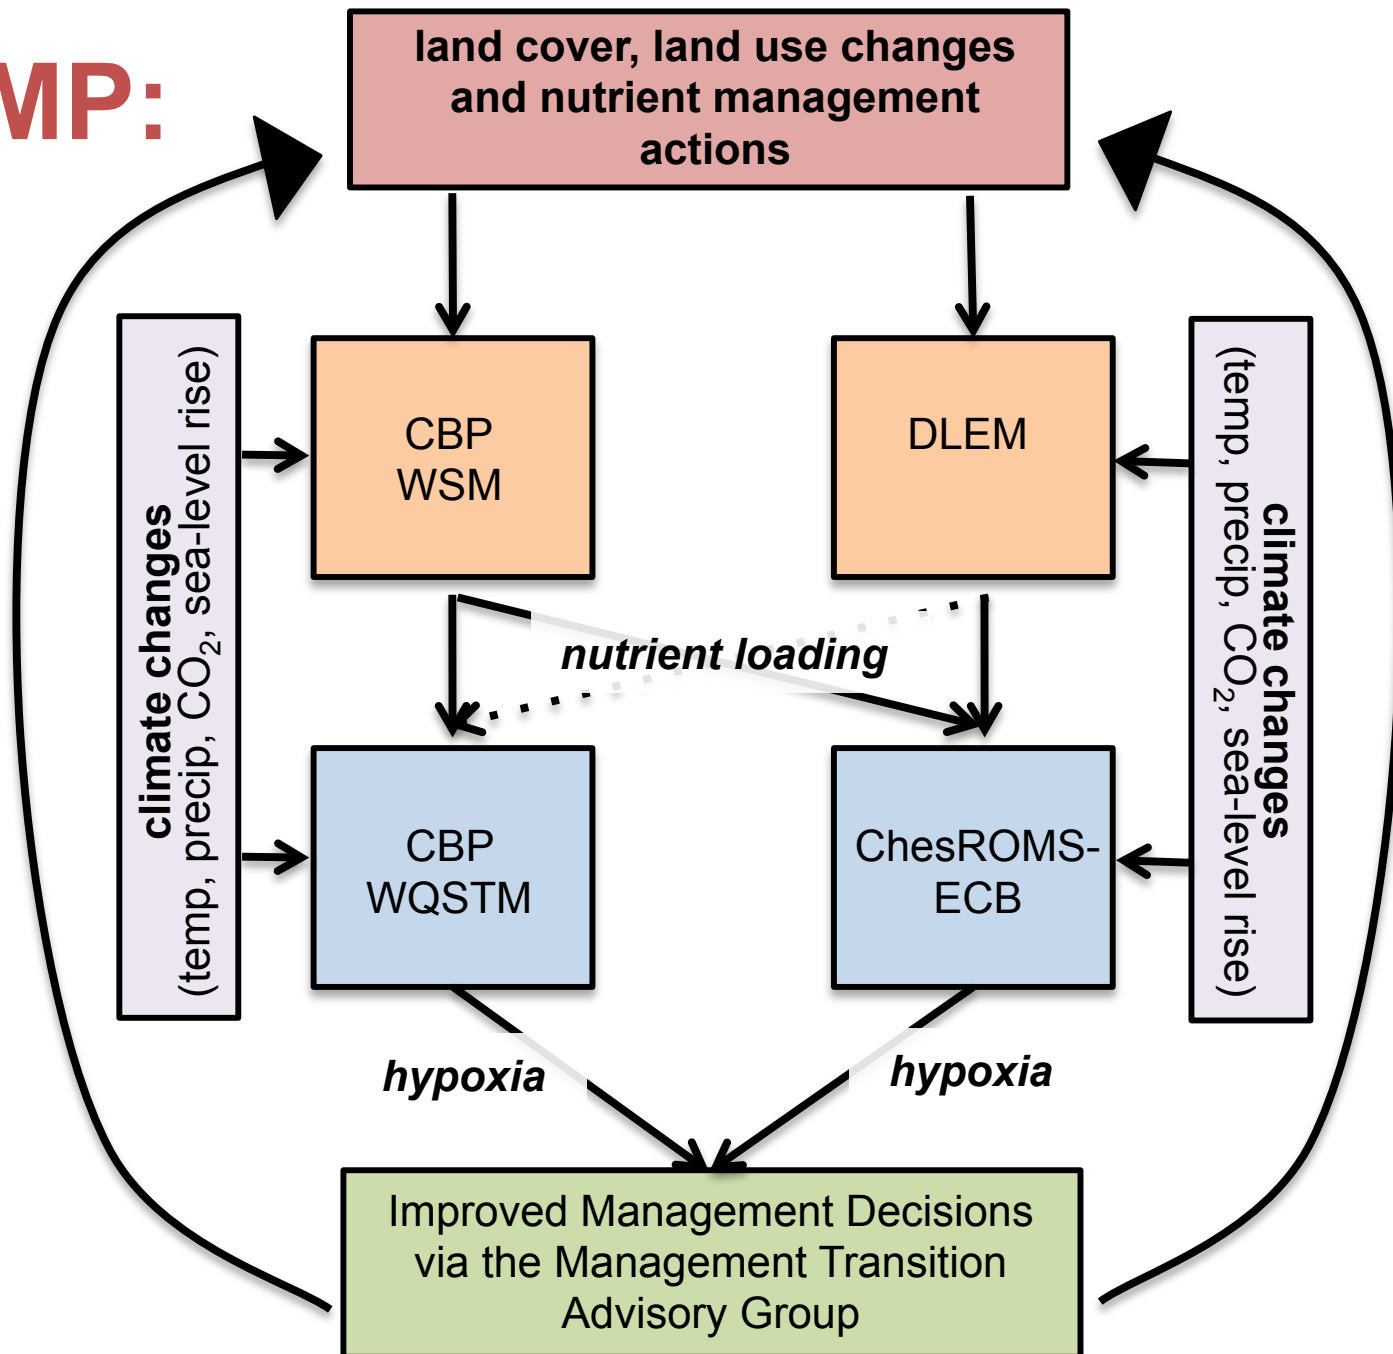 MP:
land cover, land use changes
and nutrient management
actions
climate changes
(temp, precip, CO₂, sea-level rise)
CBP
WSM
DLEM
climate changes
(temp, precip, CO₂, sea-level rise)
nutrient loading
CBP
WQSTM
ChesROMS-
ECB
hypoxia
hypoxia
Improved Management Decisions
via the Management Transition
Advisory Group